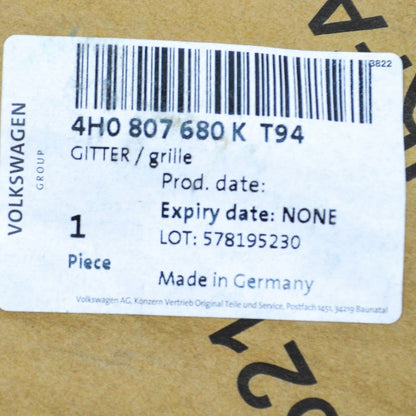 3822
VOLKSWAGEN
GROUP
4H0 807 680 K T94
GITTER / grille
Prod. date:
Expiry date: NONE
1
LOT: 578195230
Piece
Made in Germany
Volkswagen AG, Konzern Vertrieb Original Teile und Service, Postfach 1451, 34219 Baunatal